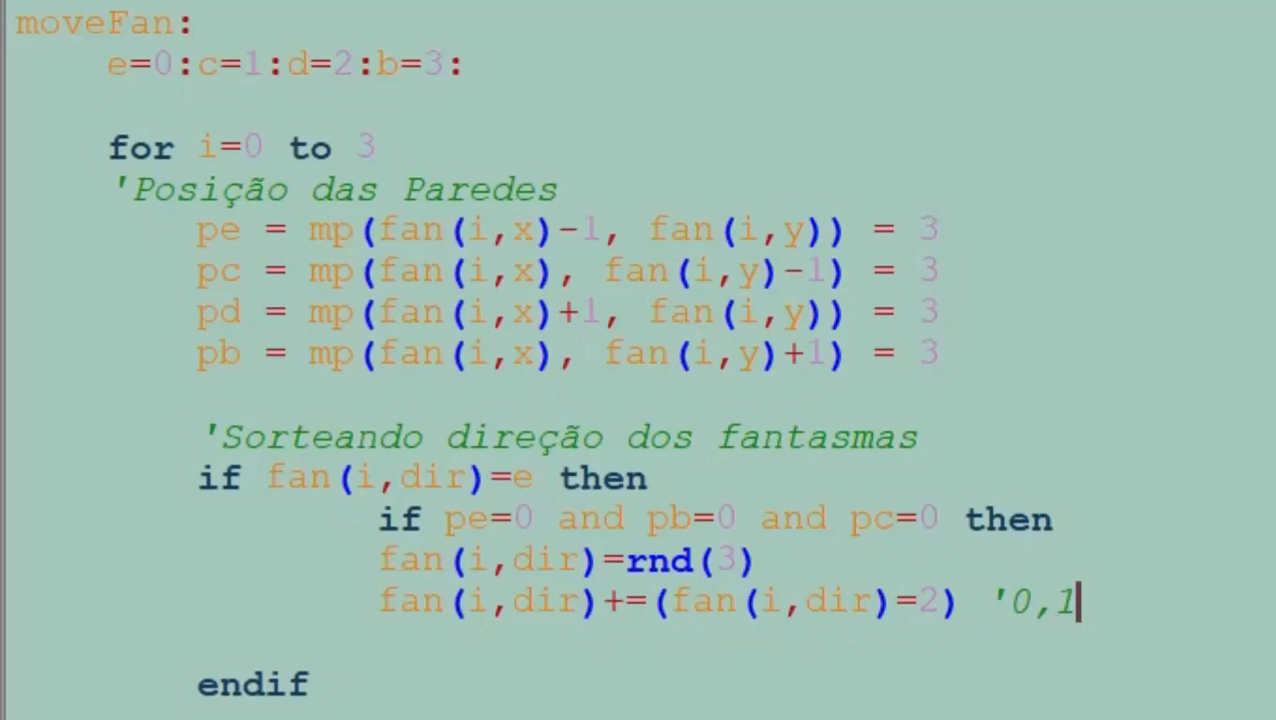 moveFan:
e=0:c=1:d=2:b=3:
for i=0 to 3
'Posição das Paredes
pe = mp(fan(i,x)-1, fan(i,y)) = 3
pc = mp(fan(i,x), fan(i,y)-1) = 3
pd = mp(fan(i,x)+1, fan(i,y)) = 3
pb = mp(fan(i,x), fan(i,y)+1) = 3
'Sorteando direção dos fantasmas
if fan(i,dir)=e then
if pe=0 and pb=0 and pc=0 then
fan(i,dir)=rnd(3)
fan(i,dir)+=(fan(i,dir)=2) '0,1
endif